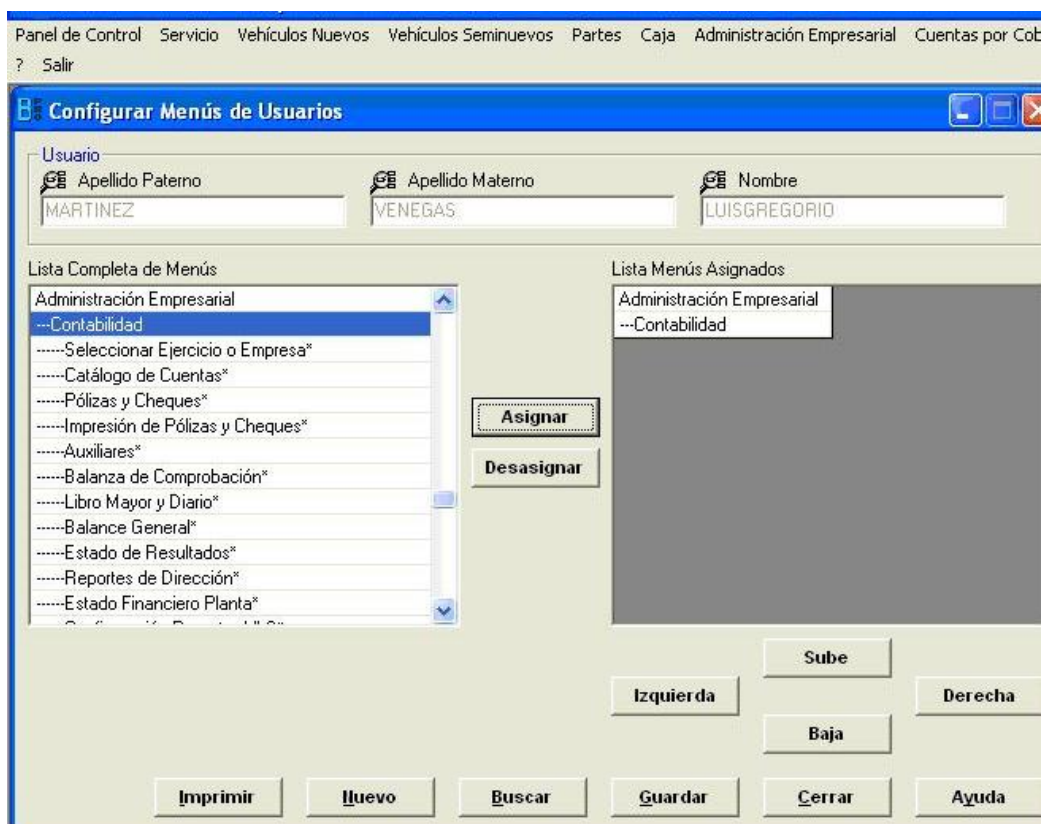 Panel de Control Servicio Vehículos Nuevos Vehículos Seminuevos Partes Caja Administración Empresarial Cuentas por Cob
? Salir
Configurar Menús de Usuarios
Usuario
Apellido Paterno Apellido Materno Nombre
MARTINEZ VENEGAS LUISGREGORIO
Lista Completa de Menús Lista Menús Asignados
Administración Empresarial Administración Empresarial
---Contabilidad ---Contabilidad
------Seleccionar Ejercicio o Empresa*
------Catálogo de Cuentas*
------Pólizas y Cheques*
------Impresión de Pólizas y Cheques*
------Auxiliares*
------Balanza de Comprobación*
------Libro Mayor y Diario*
------Balance General*
------Estado de Resultados*
------Reportes de Dirección*
------Estado Financiero Planta*
Asignar
Desasignar
Sube
Izquierda Derecha
Baja
Imprimir Nuevo Buscar Guardar Cerrar Ayuda